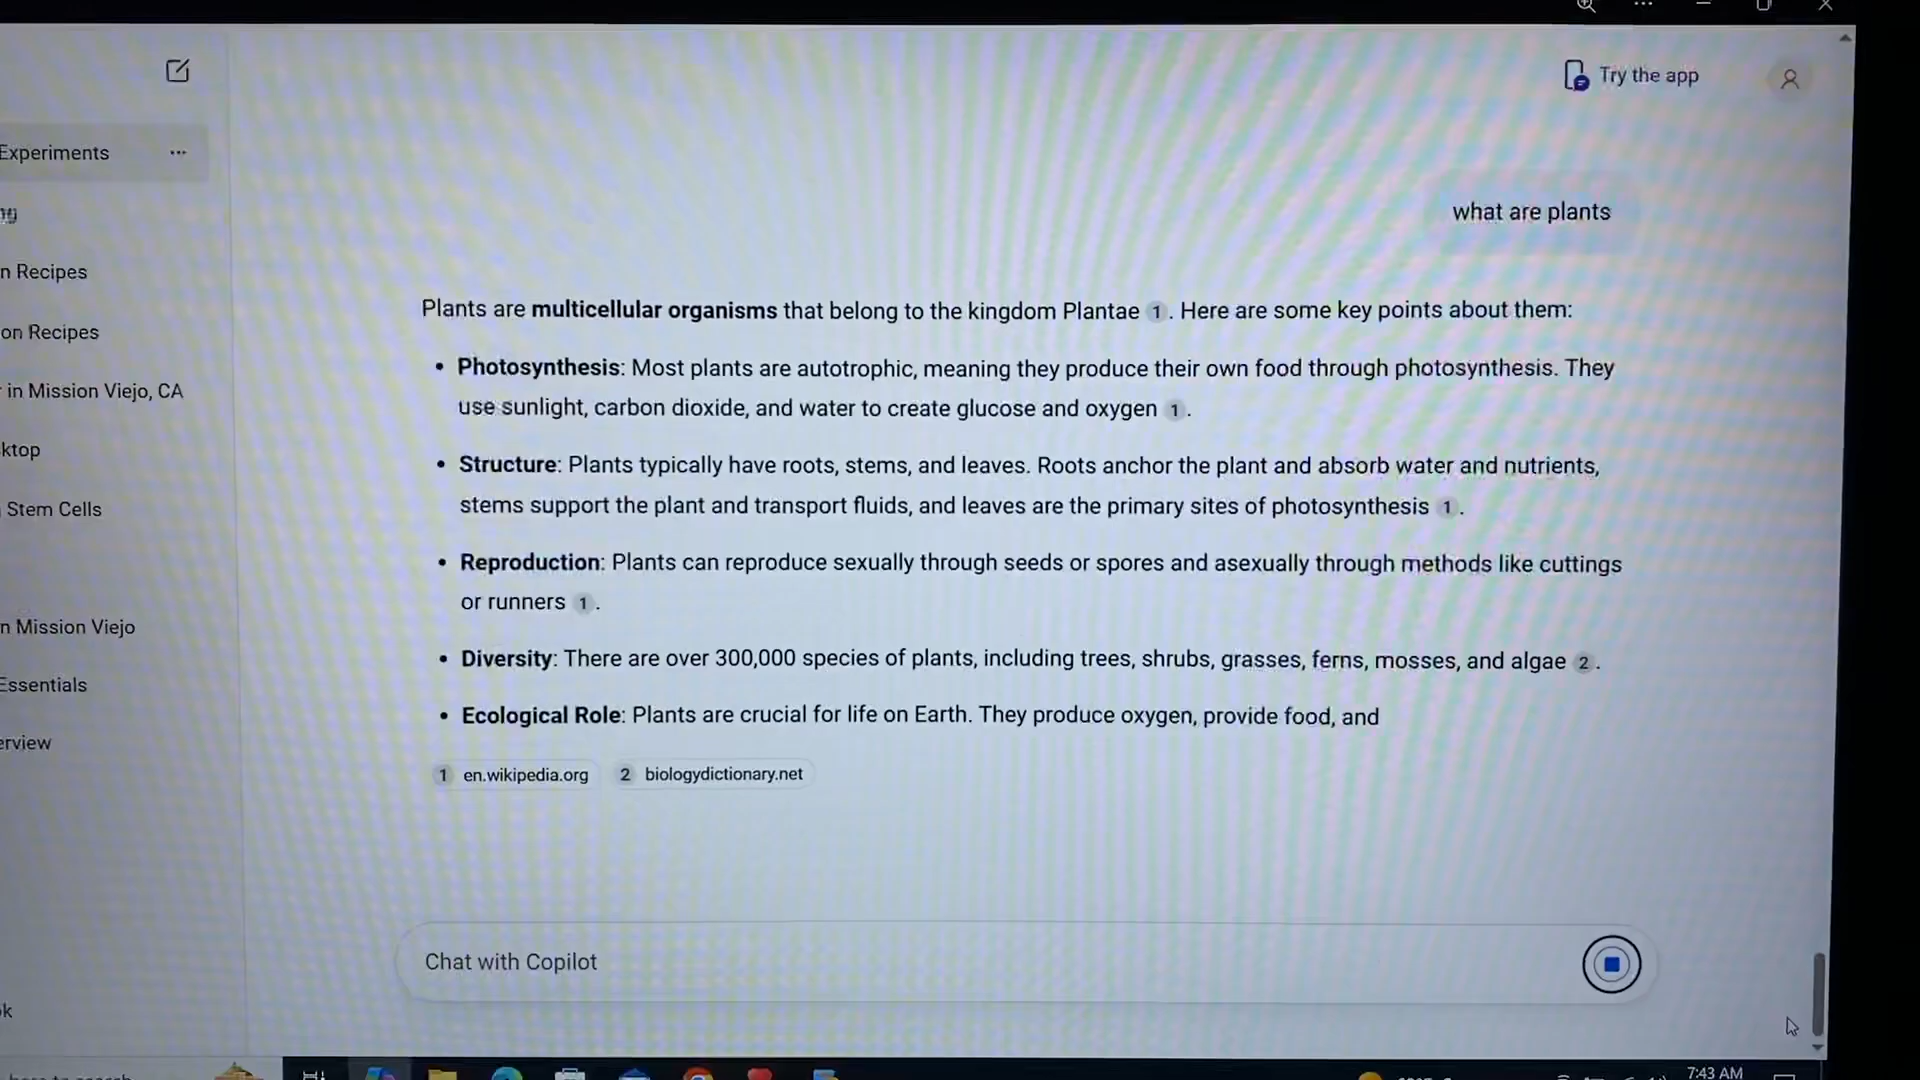 Try the app
Experiments
...
n Recipes
on Recipes
in Mission Viejo, CA
ktop
Stem Cells
n Mission Viejo
Essentials
erview
k
what are plants
Plants are multicellular organisms that belong to the kingdom Plantae 1. Here are some key points about them:
• Photosynthesis: Most plants are autotrophic, meaning they produce their own food through photosynthesis. They
use sunlight, carbon dioxide, and water to create glucose and oxygen 1.
• Structure: Plants typically have roots, stems, and leaves. Roots anchor the plant and absorb water and nutrients,
stems support the plant and transport fluids, and leaves are the primary sites of photosynthesis 1.
• Reproduction: Plants can reproduce sexually through seeds or spores and asexually through methods like cuttings
or runners 1.
• Diversity: There are over 300,000 species of plants, including trees, shrubs, grasses, ferns, mosses, and algae 2.
• Ecological Role: Plants are crucial for life on Earth. They produce oxygen, provide food, and
1 en.wikipedia.org 2 biologydictionary.net
Chat with Copilot
7:43 AM